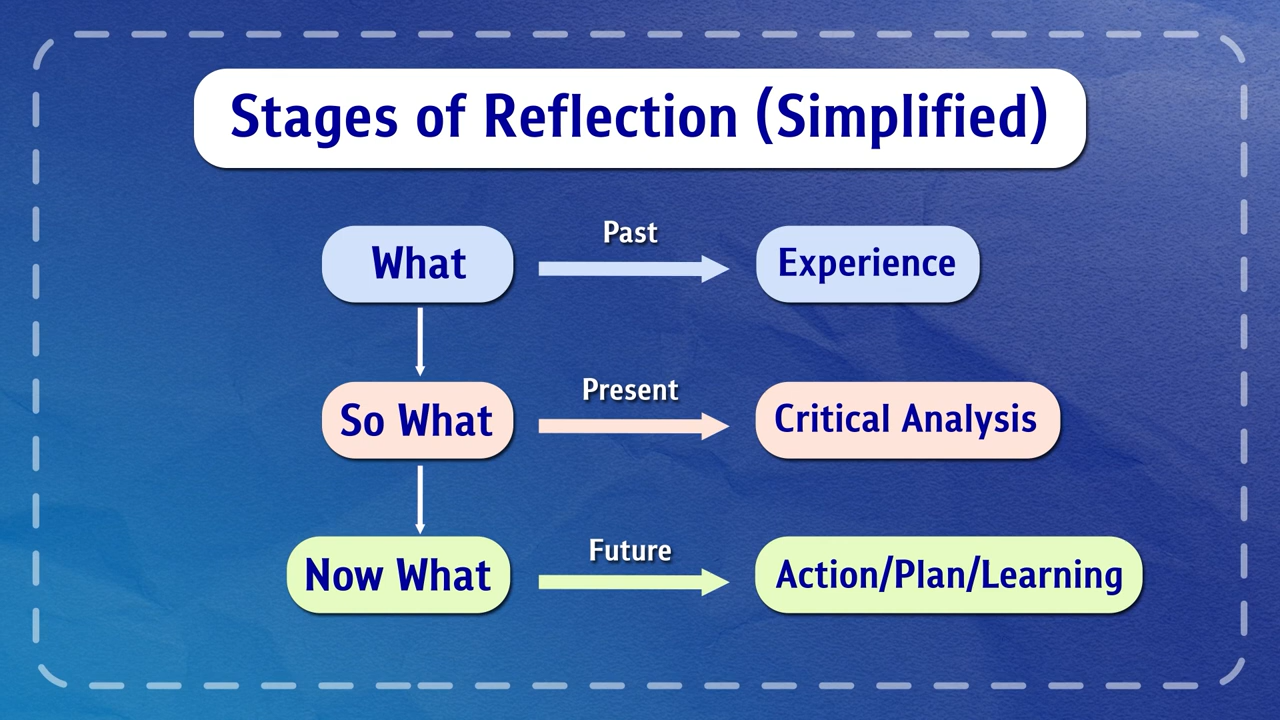 Stages of Reflection (Simplified)
What
Past
Experience
So What
Present
Critical Analysis
Now What
Future
Action/Plan/Learning